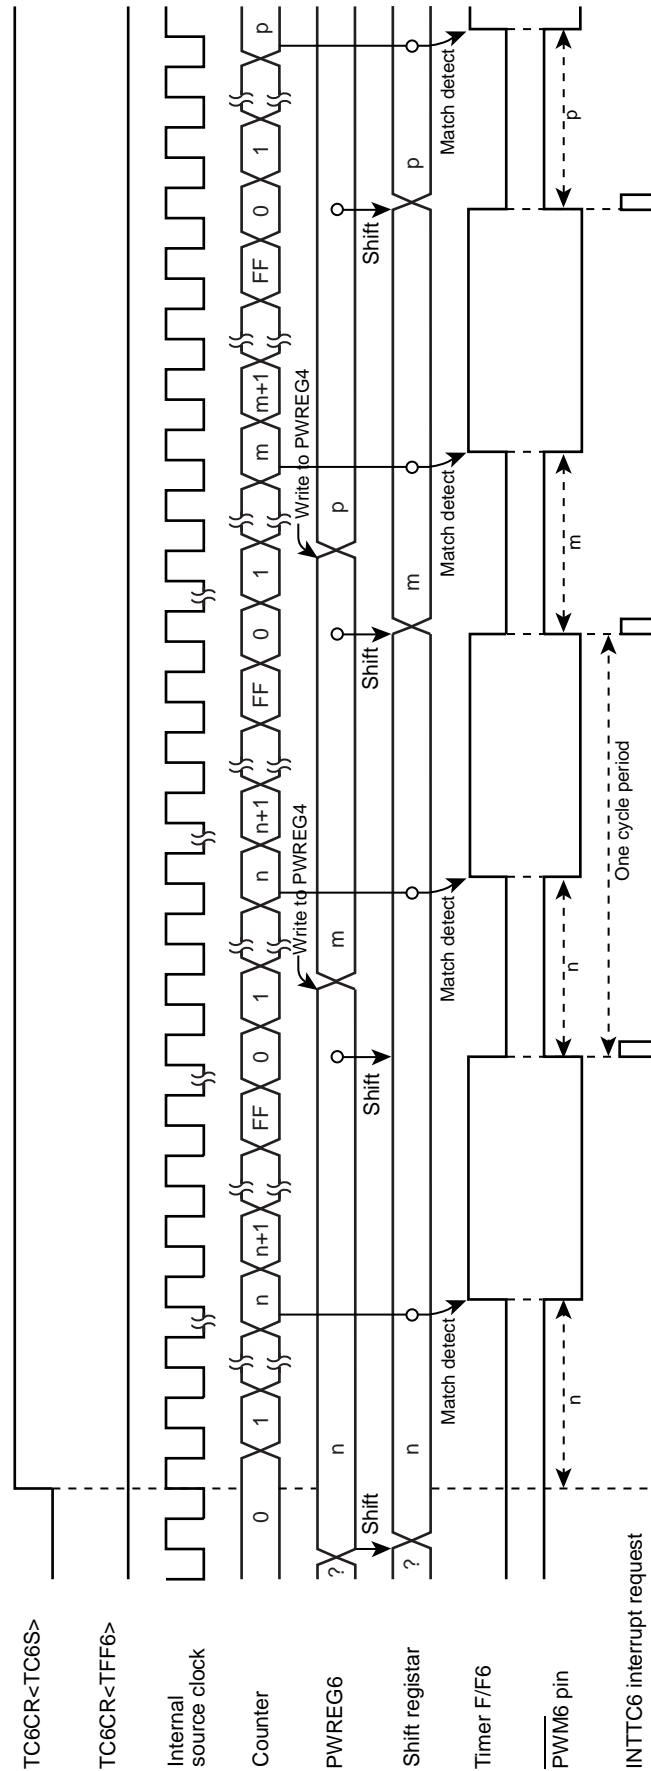 TC6CR<TC6S>
TC6CR<TFF6>
Internal
source clock
Counter 0 1 n n+1 FF 0 1 n n+1 FF 0 1 m m+1 FF 0 1 p
Write to PWREG4 Write to PWREG4
PWREG6 ? n m p
Shift Shift Shift Shift
Shift registar ? n m p
Match detect Match detect Match detect Match detect
Timer F/F6
PWM6 pin n n m p
One cycle period
INTTC6 interrupt request